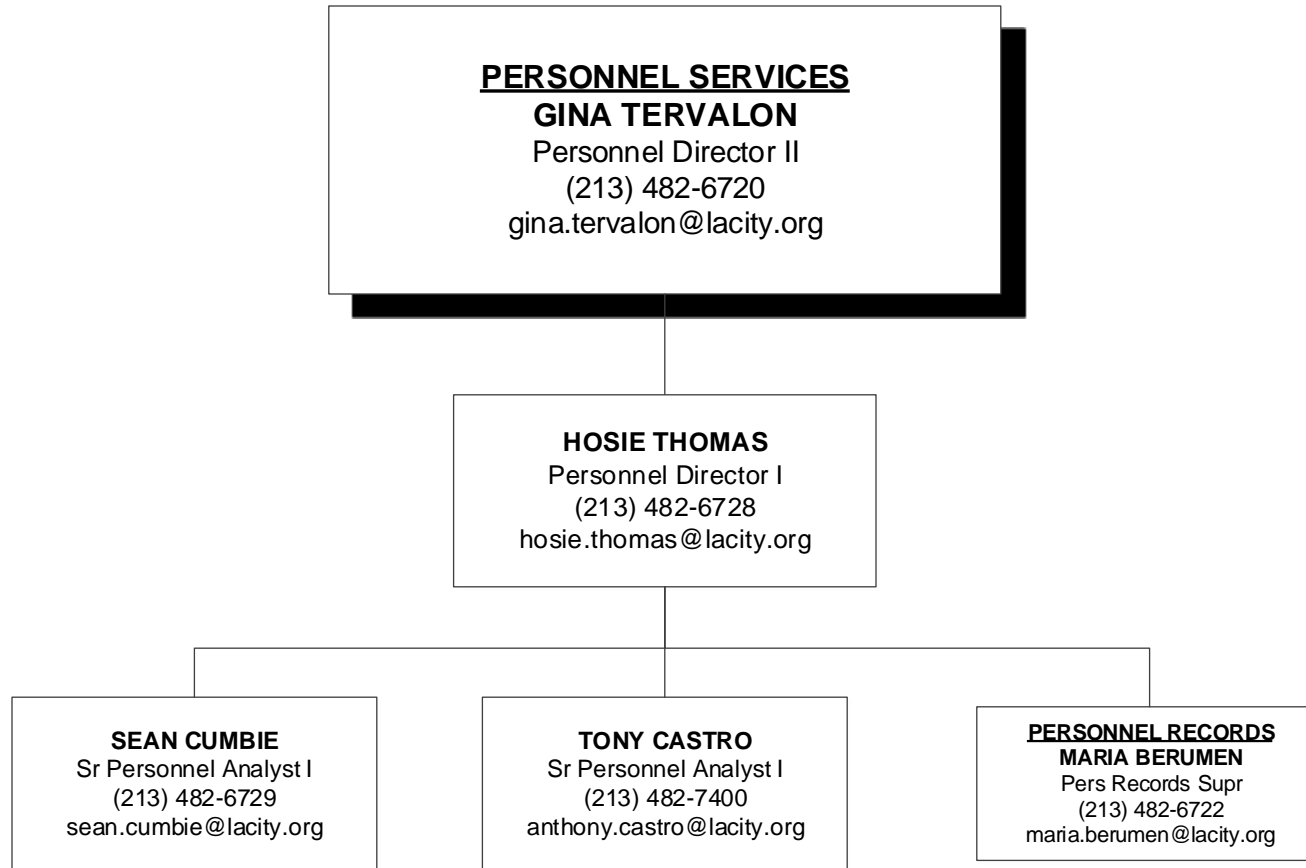 PERSONNEL SERVICES
GINA TERVALON
Personnel Director II
(213) 482-6720
gina.tervalon@lacity.org
HOSIE THOMAS
Personnel Director I
(213) 482-6728
hosie.thomas@lacity.org
SEAN CUMBIE
Sr Personnel Analyst I
(213) 482-6729
sean.cumbie@lacity.org
TONY CASTRO
Sr Personnel Analyst I
(213) 482-7400
anthony.castro@lacity.org
PERSONNEL RECORDS
MARIA BERUMEN
Pers Records Supr
(213) 482-6722
maria.berumen@lacity.org